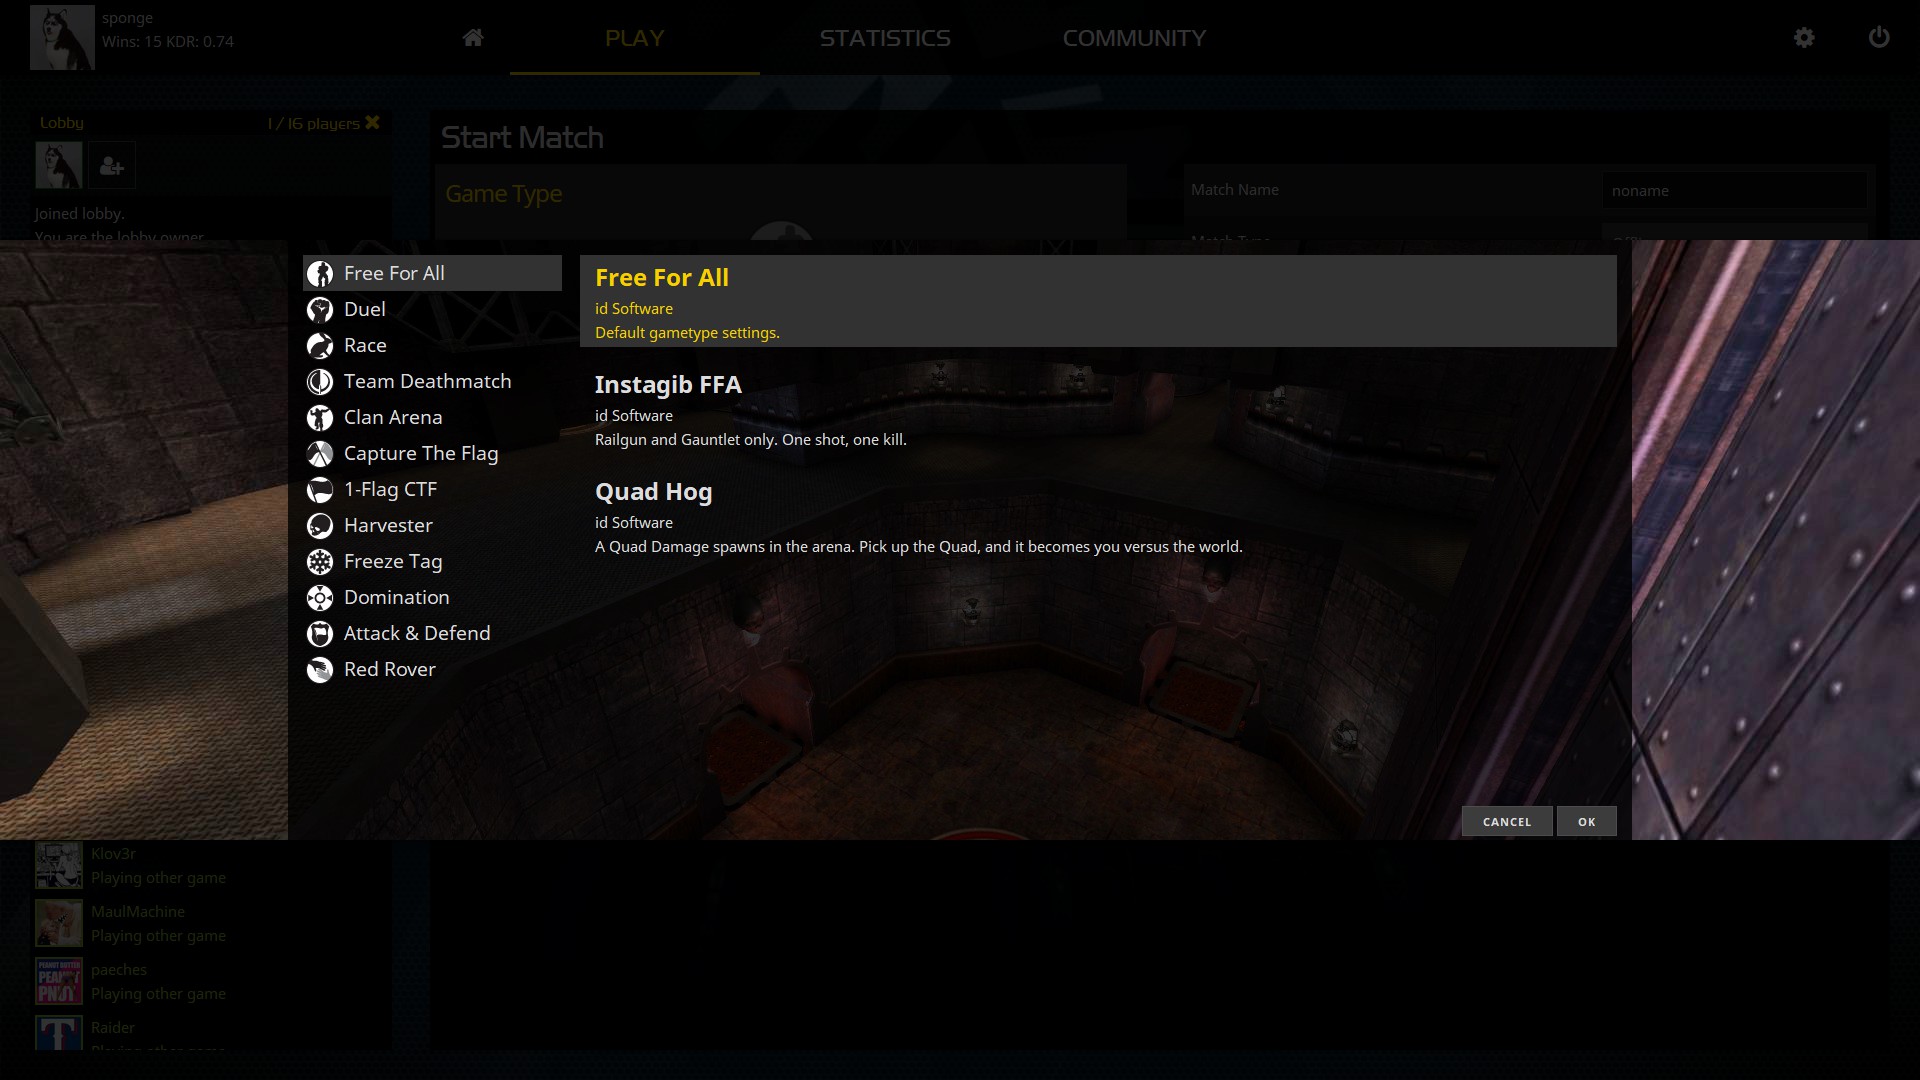 sponge
Wins: 15 KDR: 0.74
PLAY
STATISTICS
COMMUNITY
Lobby
1 / 16 players
Joined lobby.
You are the lobby owner
Start Match
Game Type
Match Name
noname
Match Type
Free For All
Duel
Race
Team Deathmatch
Clan Arena
Capture The Flag
1-Flag CTF
Harvester
Freeze Tag
Domination
Attack & Defend
Red Rover
Free For All
id Software
Default gametype settings.
Instagib FFA
id Software
Railgun and Gauntlet only. One shot, one kill.
Quad Hog
id Software
A Quad Damage spawns in the arena. Pick up the Quad, and it becomes you versus the world.
CANCEL
OK
Klov3r
Playing other game
MaulMachine
Playing other game
paeches
Playing other game
Raider
Playing other game